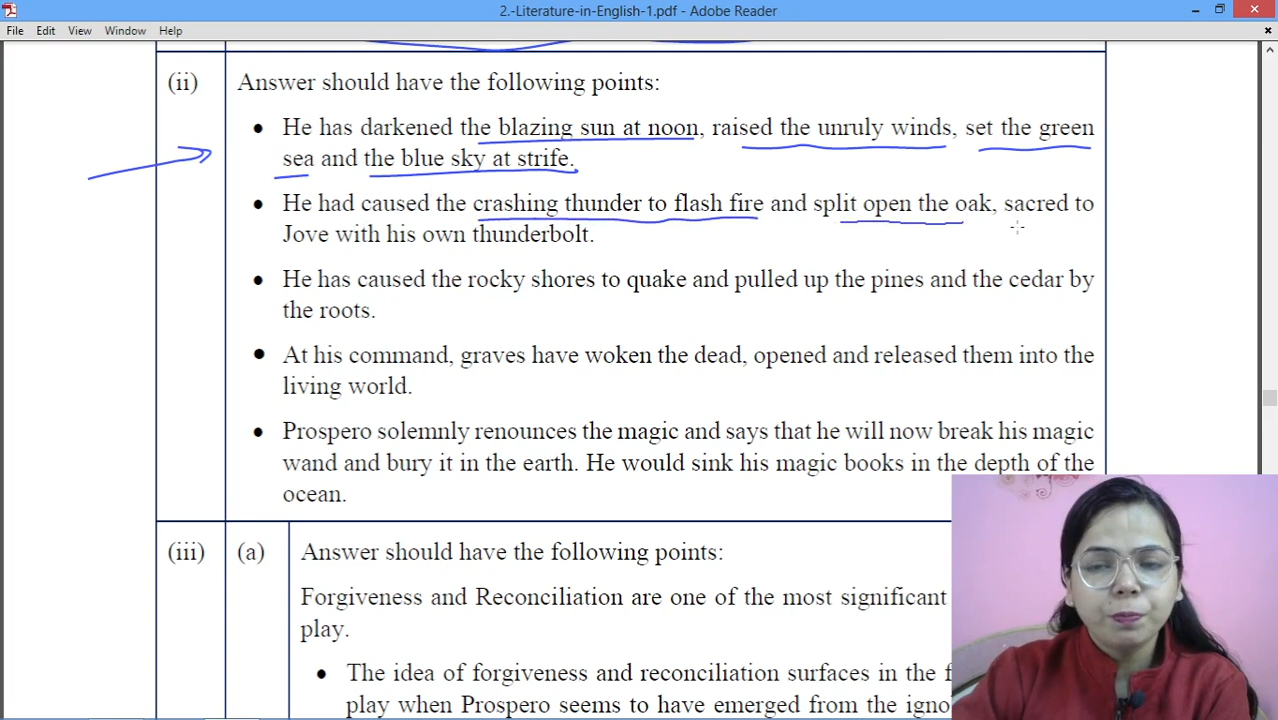 2.-Literature-in-English-1.pdf - Adobe Reader
File Edit View Window Help
(ii) Answer should have the following points:
• He has darkened the blazing sun at noon, raised the unruly winds, set the green
sea and the blue sky at strife.
• He had caused the crashing thunder to flash fire and split open the oak, sacred to
Jove with his own thunderbolt.
• He has caused the rocky shores to quake and pulled up the pines and the cedar by
the roots.
• At his command, graves have woken the dead, opened and released them into the
living world.
• Prospero solemnly renounces the magic and says that he will now break his magic
wand and bury it in the earth. He would sink his magic books in the depth of the
ocean.
(iii) (a) Answer should have the following points:
Forgiveness and Reconciliation are one of the most significant
play.
• The idea of forgiveness and reconciliation surfaces in the f
play when Prospero seems to have emerged from the igno